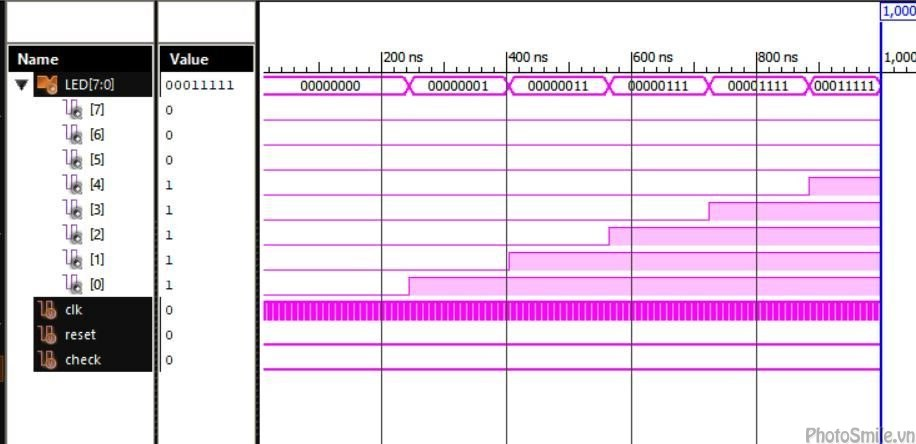 1,000
Name Value
200 ns 400 ns 600 ns 800 ns 1,000
LED[7:0] 00011111 00000000 00000001 00000011 00000111 00001111 00011111
[7] 0
[6] 0
[5] 0
[4] 1
[3] 1
[2] 1
[1] 1
[0] 1
clk 0
reset 0
check 0
PhotoSmile.vn